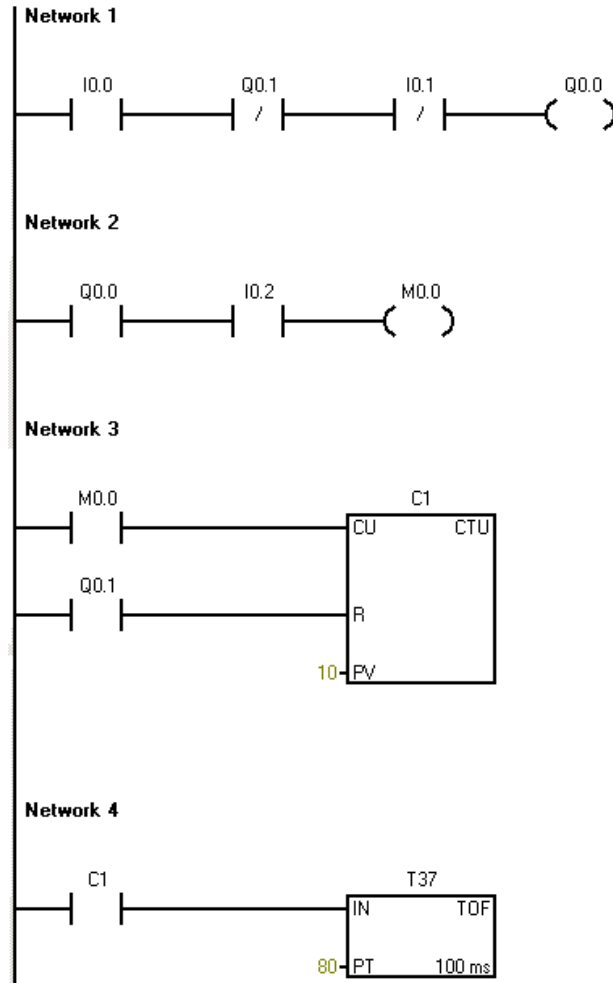 Network 1
I0.0 Q0.1 I0.1 Q0.0
/ /
Network 2
Q0.0 I0.2 M0.0
Network 3
M0.0 C1
CU CTU
Q0.1
R
10 PV
Network 4
C1 T37
IN TOF
80 PT 100 ms